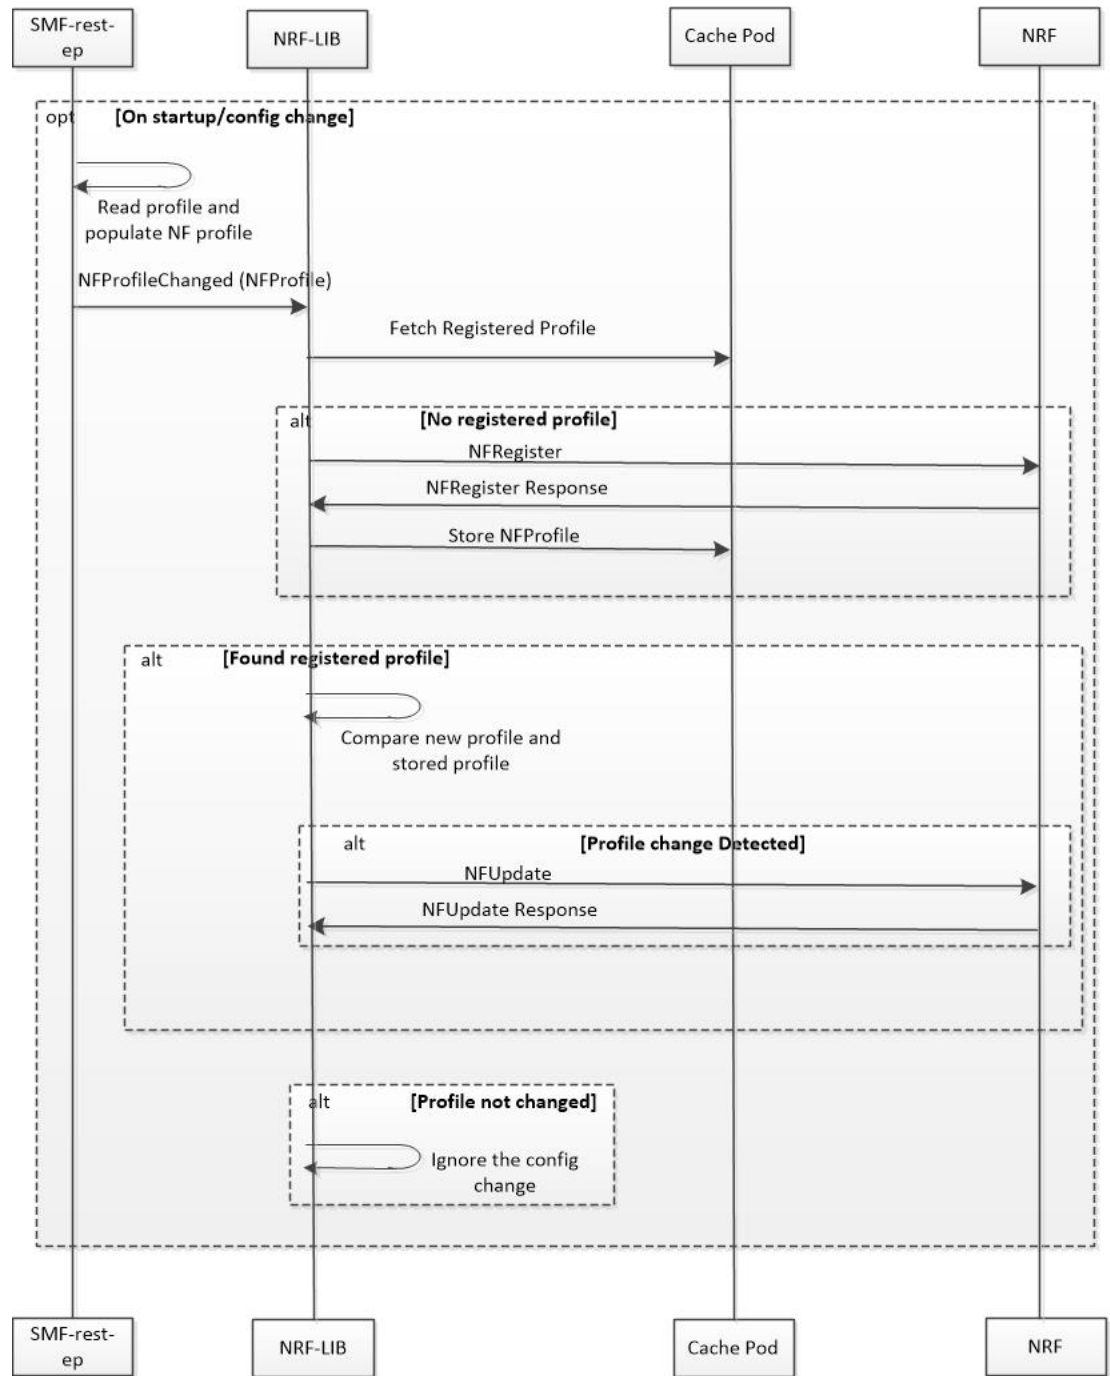 SMF-rest-
ep
NRF-LIB
Cache Pod
NRF
opt
[On startup/config change]
Read profile and
populate NF profile
NFProfileChanged (NFProfile)
Fetch Registered Profile
alt
[No registered profile]
NFRegister
NFRegister Response
Store NFProfile
alt
[Found registered profile]
Compare new profile and
stored profile
alt
[Profile change Detected]
NFUpdate
NFUpdate Response
alt
[Profile not changed]
Ignore the config
change
SMF-rest-
ep
NRF-LIB
Cache Pod
NRF